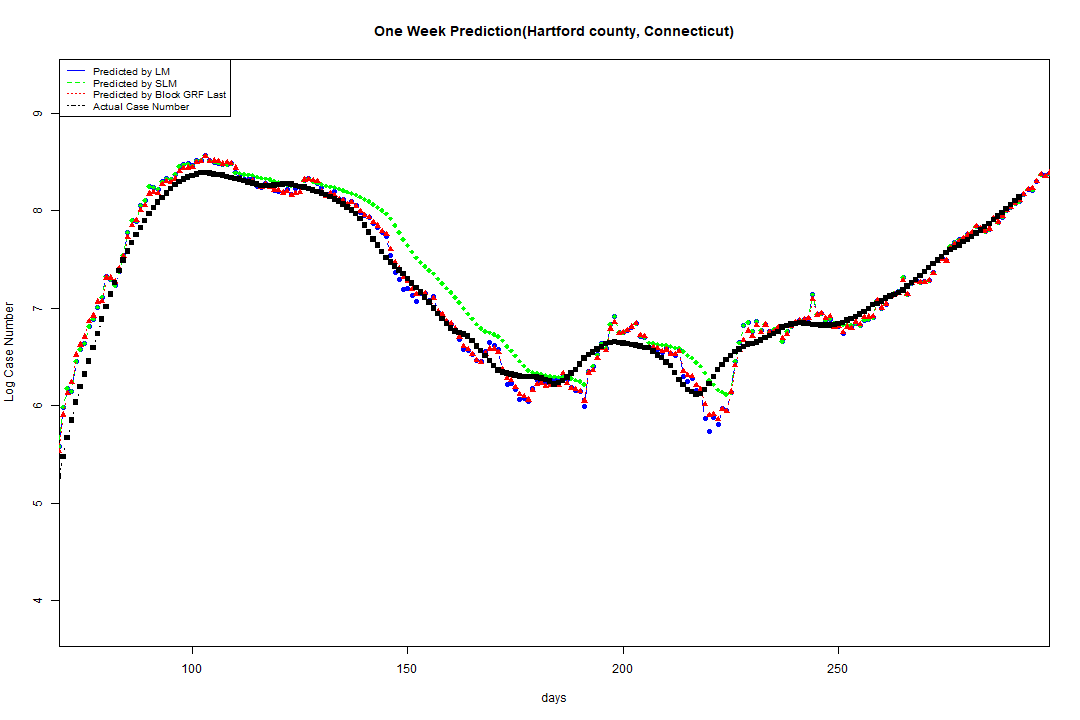 One Week Prediction(Hartford county, Connecticut)
Predicted by LM
Predicted by SLM
Predicted by Block GRF Last
Actual Case Number
Log Case Number
9
8
7
6
5
4
100 150 200 250
days